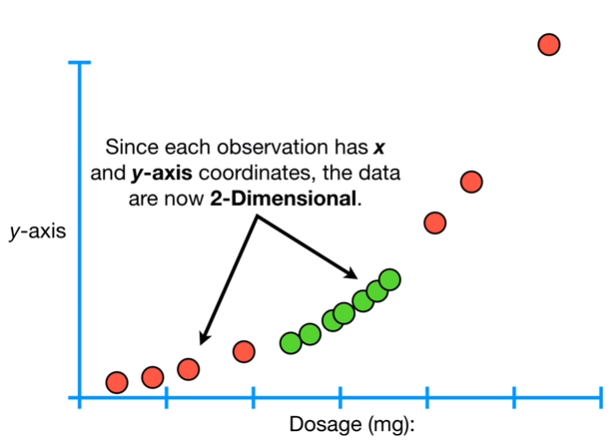 Since each observation has x
and y-axis coordinates, the data
are now 2-Dimensional.
y-axis
Dosage (mg):